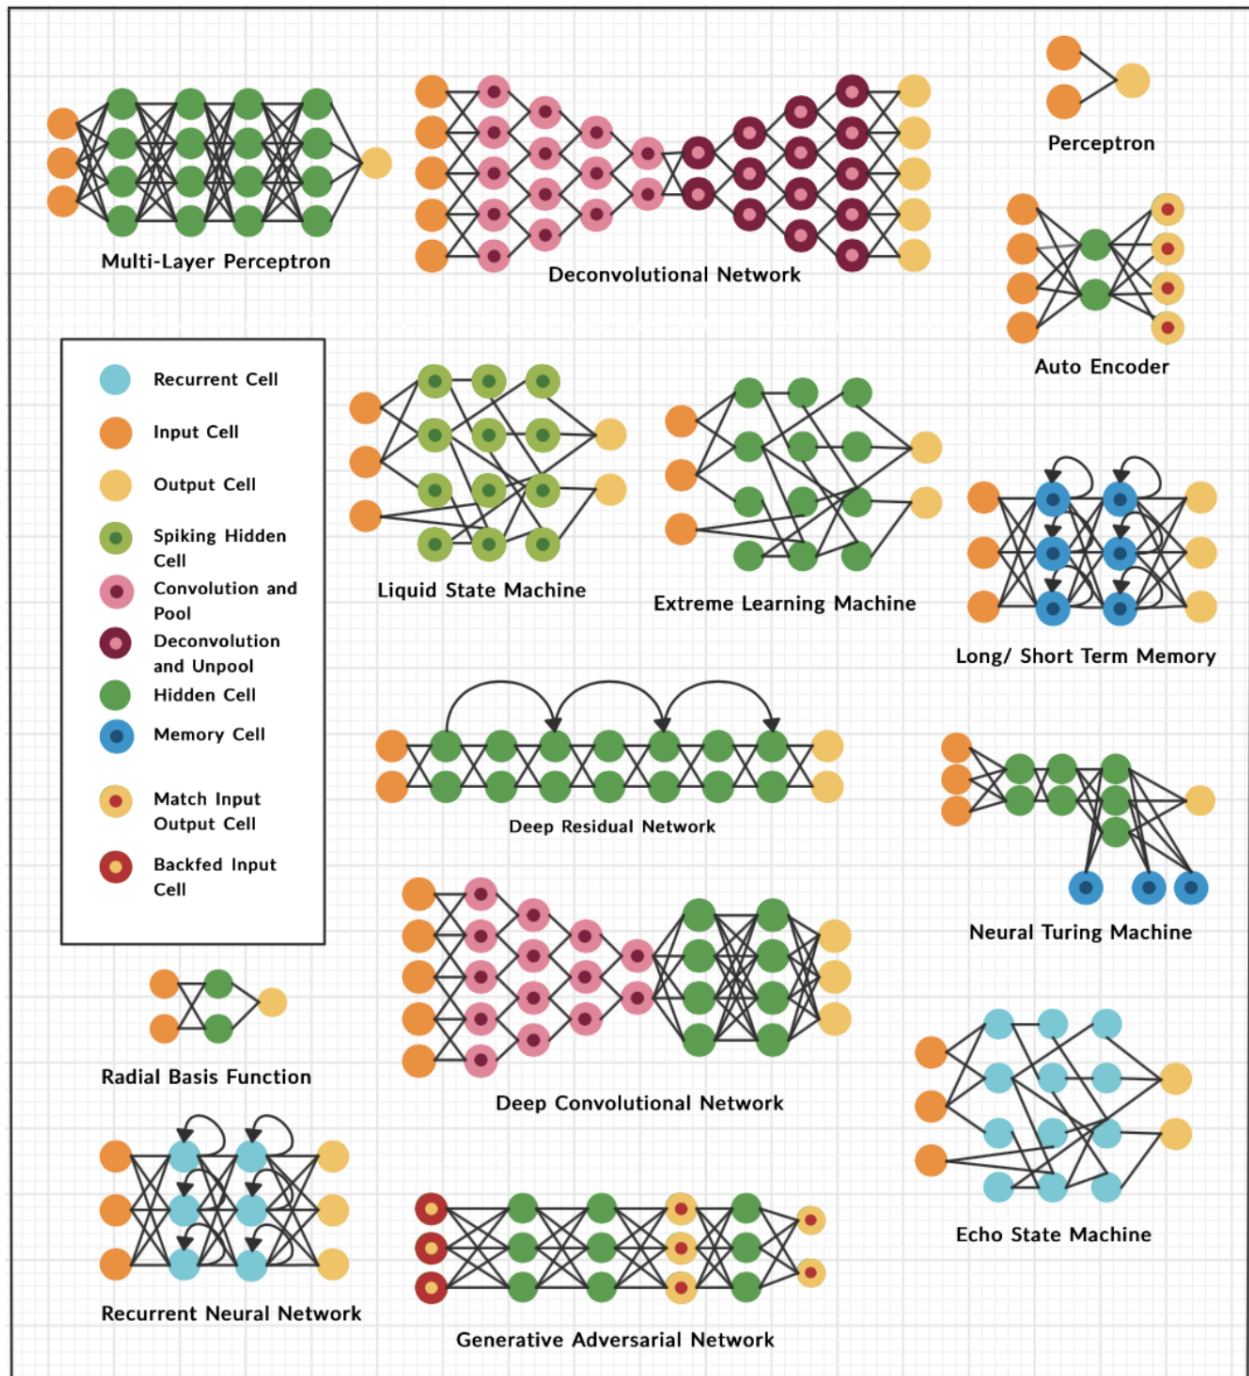 Perceptron
Multi-Layer Perceptron
Deconvolutional Network
Auto Encoder
Recurrent Cell
Input Cell
Output Cell
Spiking Hidden
Cell
Convolution and
Pool
Deconvolution
and Unpool
Hidden Cell
Memory Cell
Match Input
Output Cell
Backfed Input
Cell
Liquid State Machine
Extreme Learning Machine
Long/ Short Term Memory
Deep Residual Network
Neural Turing Machine
Radial Basis Function
Deep Convolutional Network
Echo State Machine
Recurrent Neural Network
Generative Adversarial Network